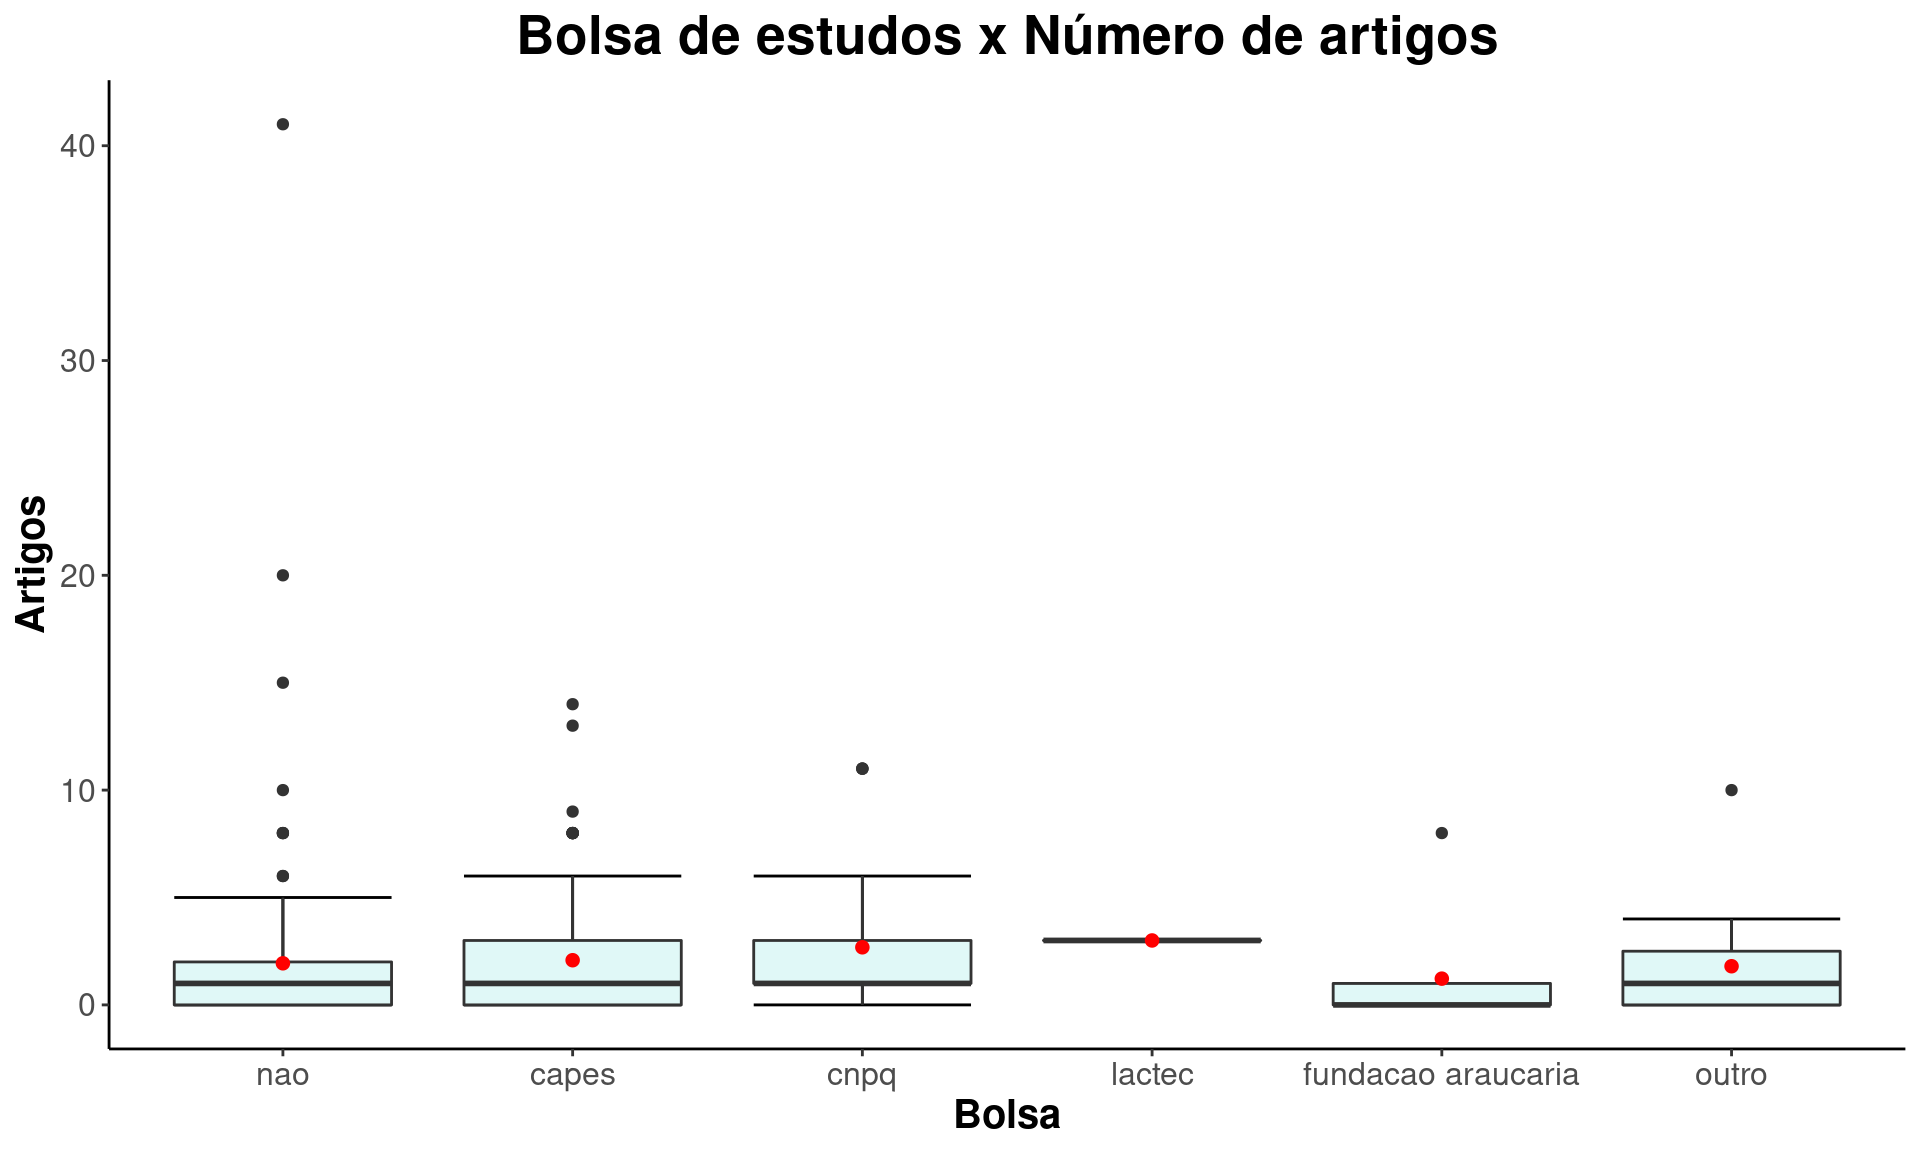 Bolsa de estudos x Número de artigos
Artigos
40
30
20
10
0
nao capes cnpq lactec fundacao araucaria outro
Bolsa